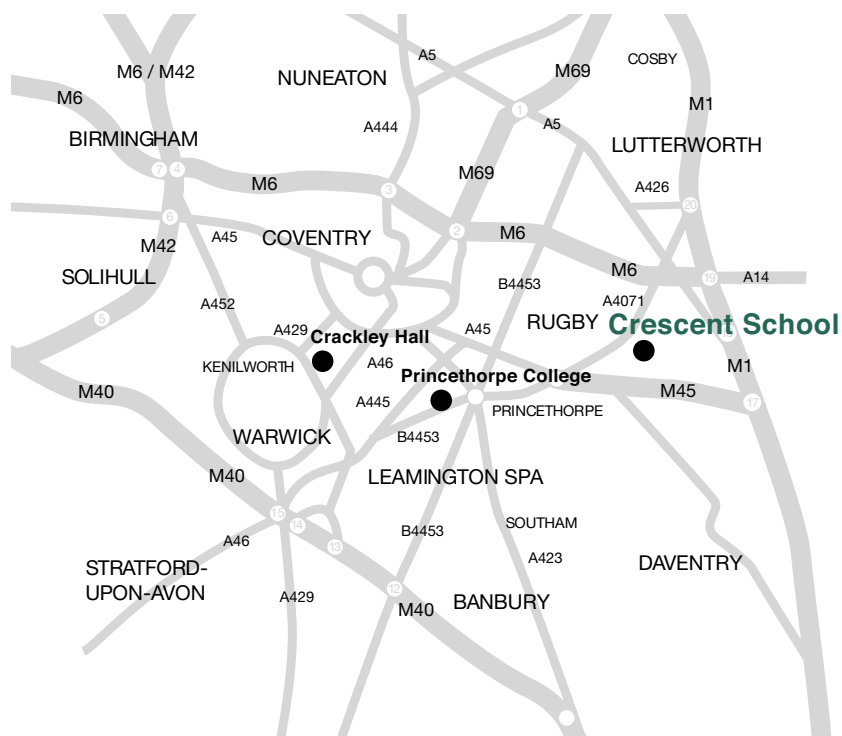 COSBY
A5
M6 / M42
M69
NUNEATON
M6
M1
1
A5
A444
BIRMINGHAM
LUTTERWORTH
7
4
M69
M6
3
A426
20
6
2
M6
A45
COVENTRY
M42
M6
SOLIHULL
19
A14
B4453
A452
A4071
5
A429
A45
RUGBY
Crescent School
Crackley Hall
KENILWORTH
A46
M1
Princethorpe College
M40
M45
A445
17
PRINCETHORPE
WARWICK
B4453
M40
LEAMINGTON SPA
15
14
SOUTHAM
B4453
A46
13
A423
DAVENTRY
STRATFORD-
UPON-AVON
12
A429
M40
BANBURY